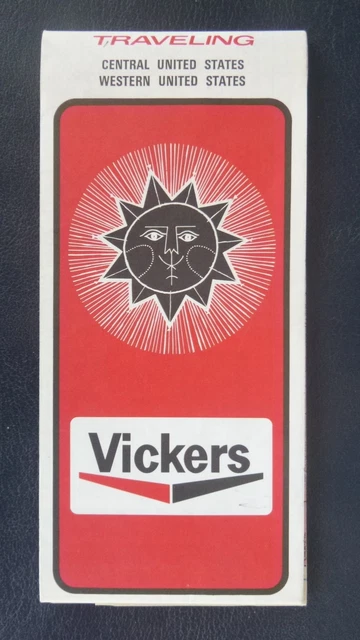 TRAVELING
CENTRAL UNITED STATES
WESTERN UNITED STATES
Vickers